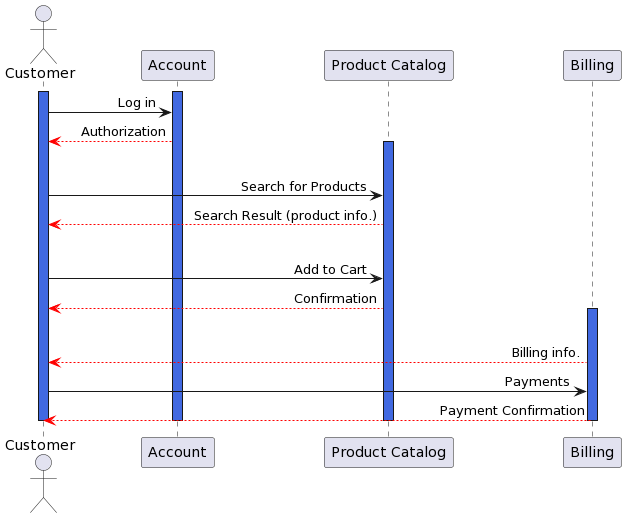 Customer
Account
Product Catalog
Billing
Log in
Authorization
Search for Products
Search Result (product info.)
Add to Cart
Confirmation
Billing info.
Payments
Payment Confirmation
Customer
Account
Product Catalog
Billing